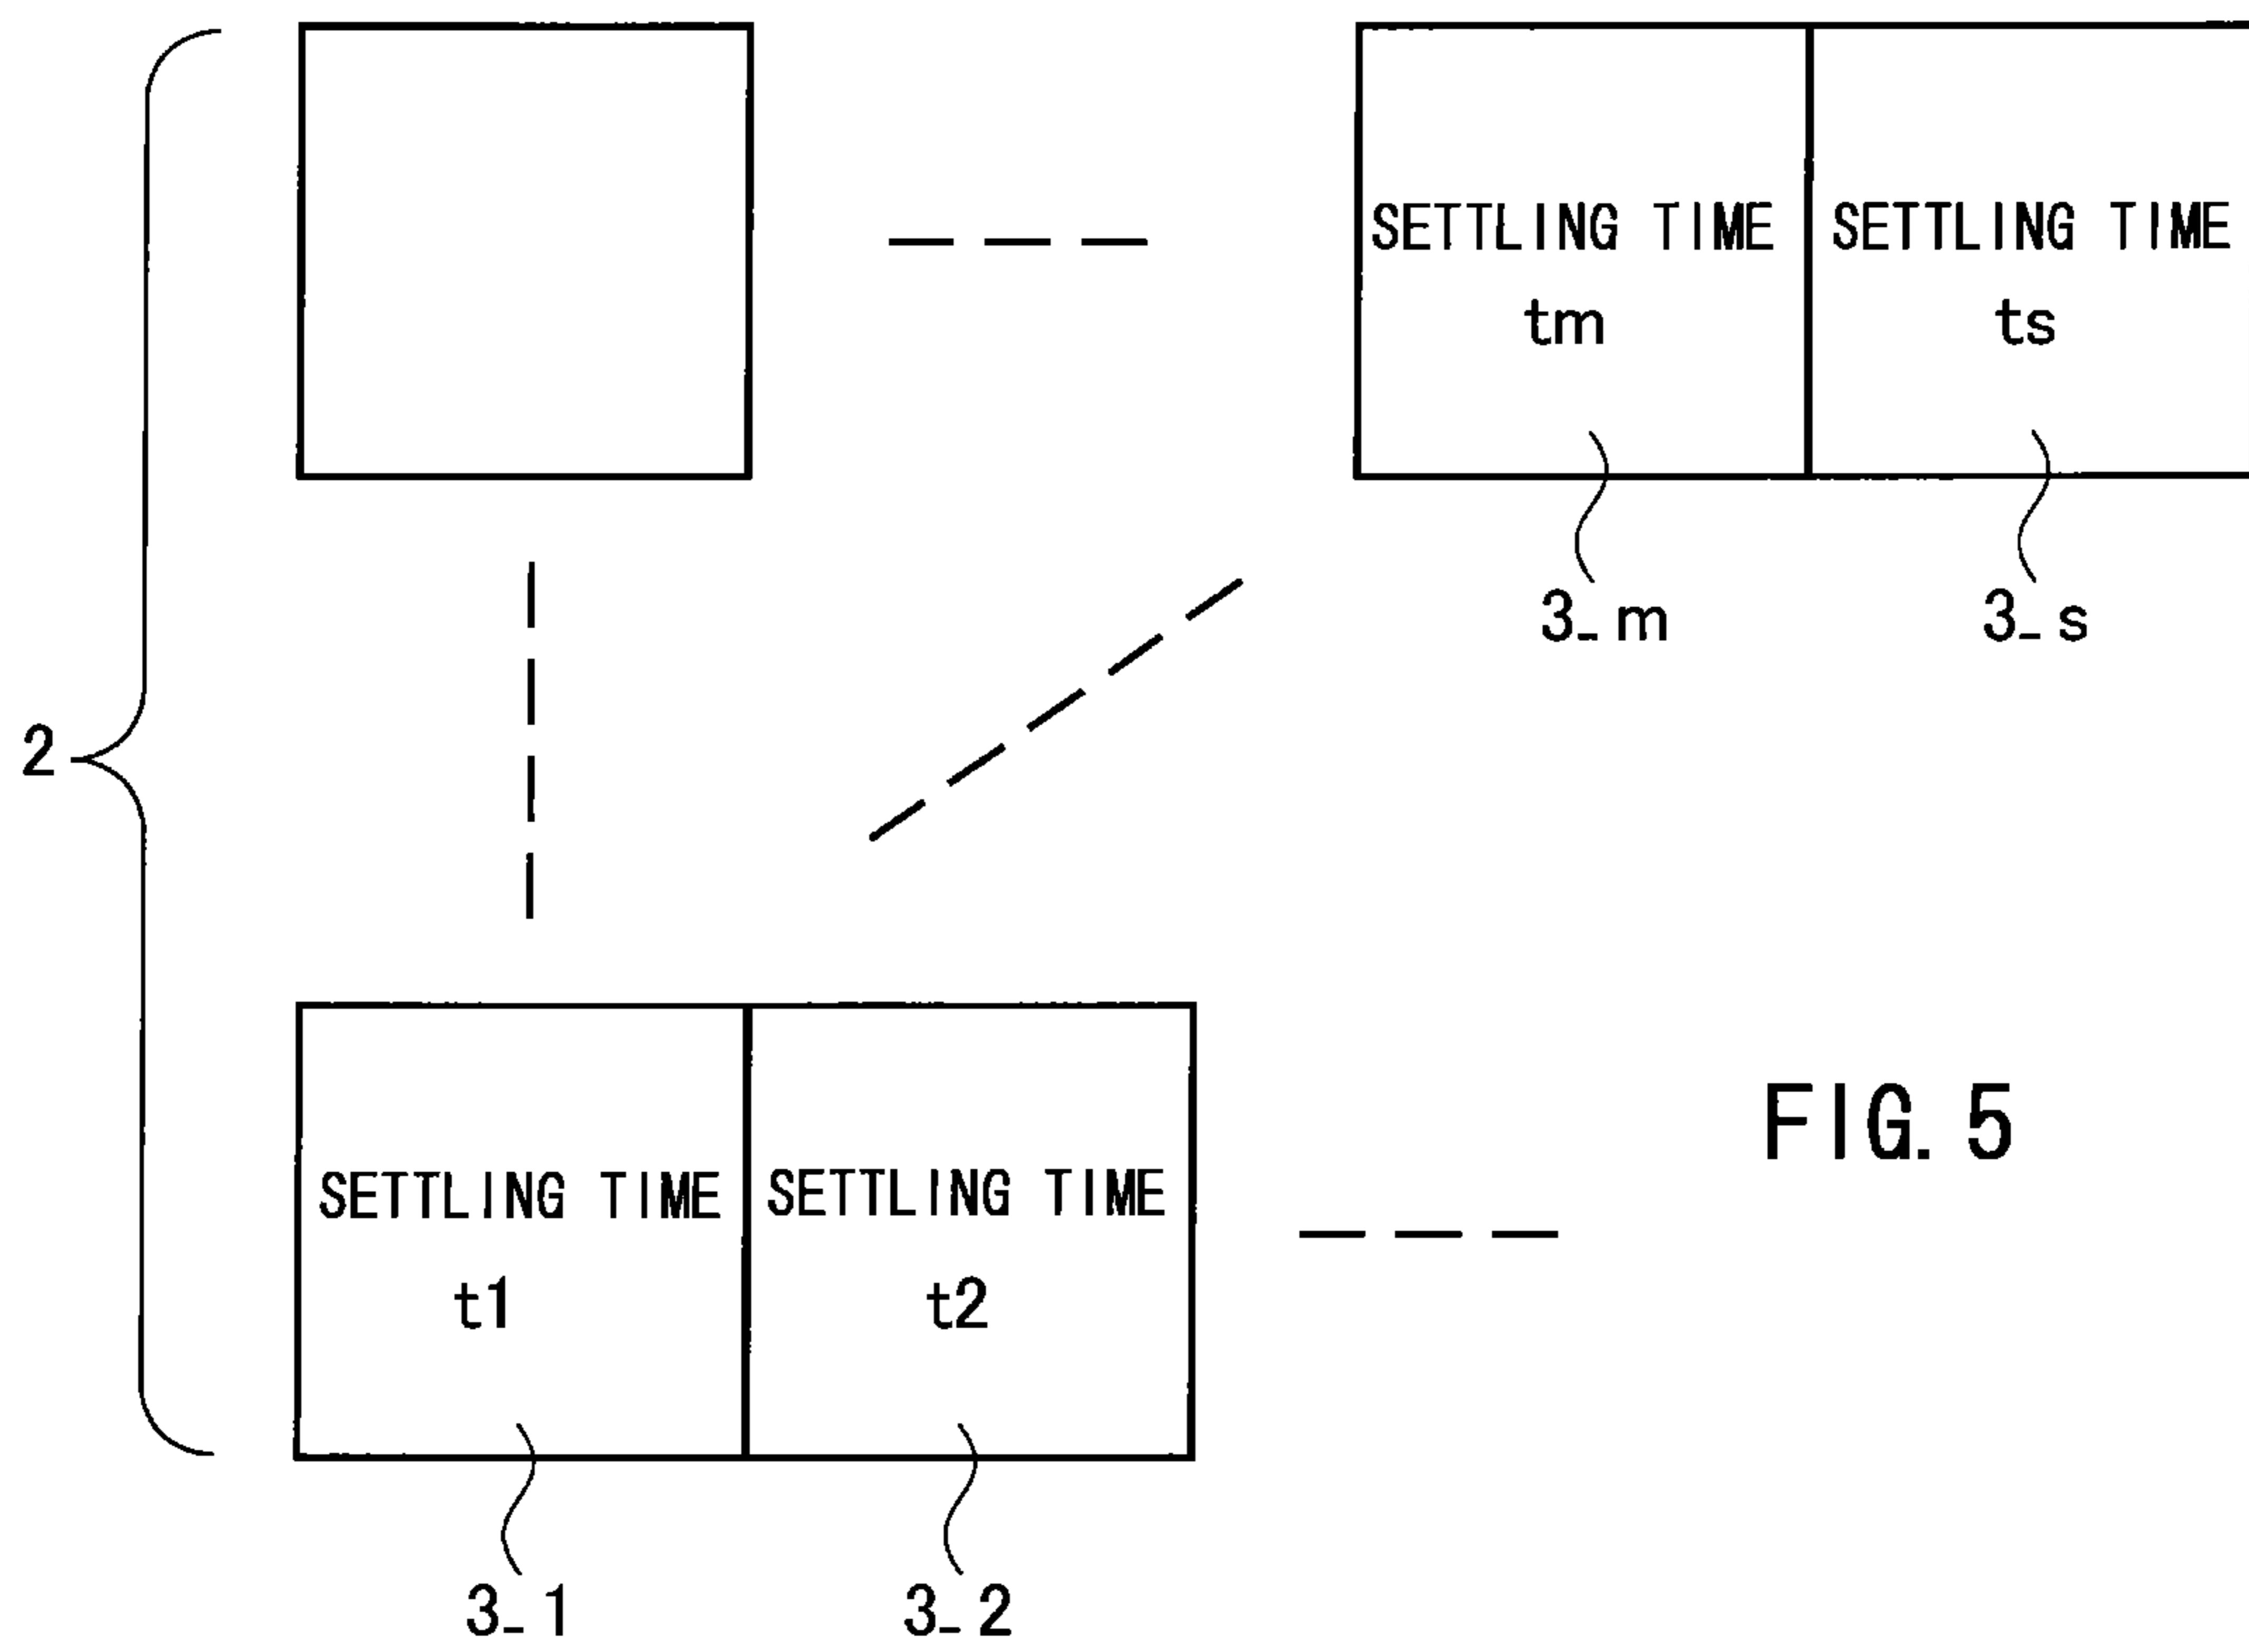 SETTLING TIME
tm
SETTLING TIME
ts
3_m
3_s
2
SETTLING TIME
t1
SETTLING TIME
t2
FIG. 5
3_1
3_2